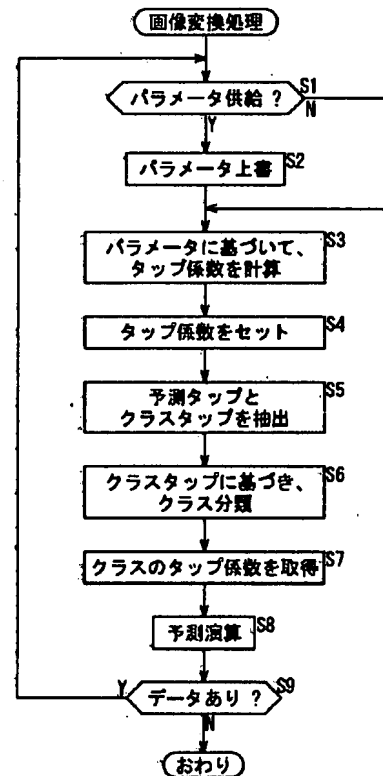 画像変換処理
パラメータ供給 ?
S1
N
Y
パラメータ上書
S2
パラメータに基づいて、
タップ係数を計算
S3
タップ係数をセット
S4
予測タップと
クラスタップを抽出
S5
クラスタップに基づき、
クラス分類
S6
クラスのタップ係数を取得
S7
予測演算
S8
Y
データあり ?
S9
N
おわり